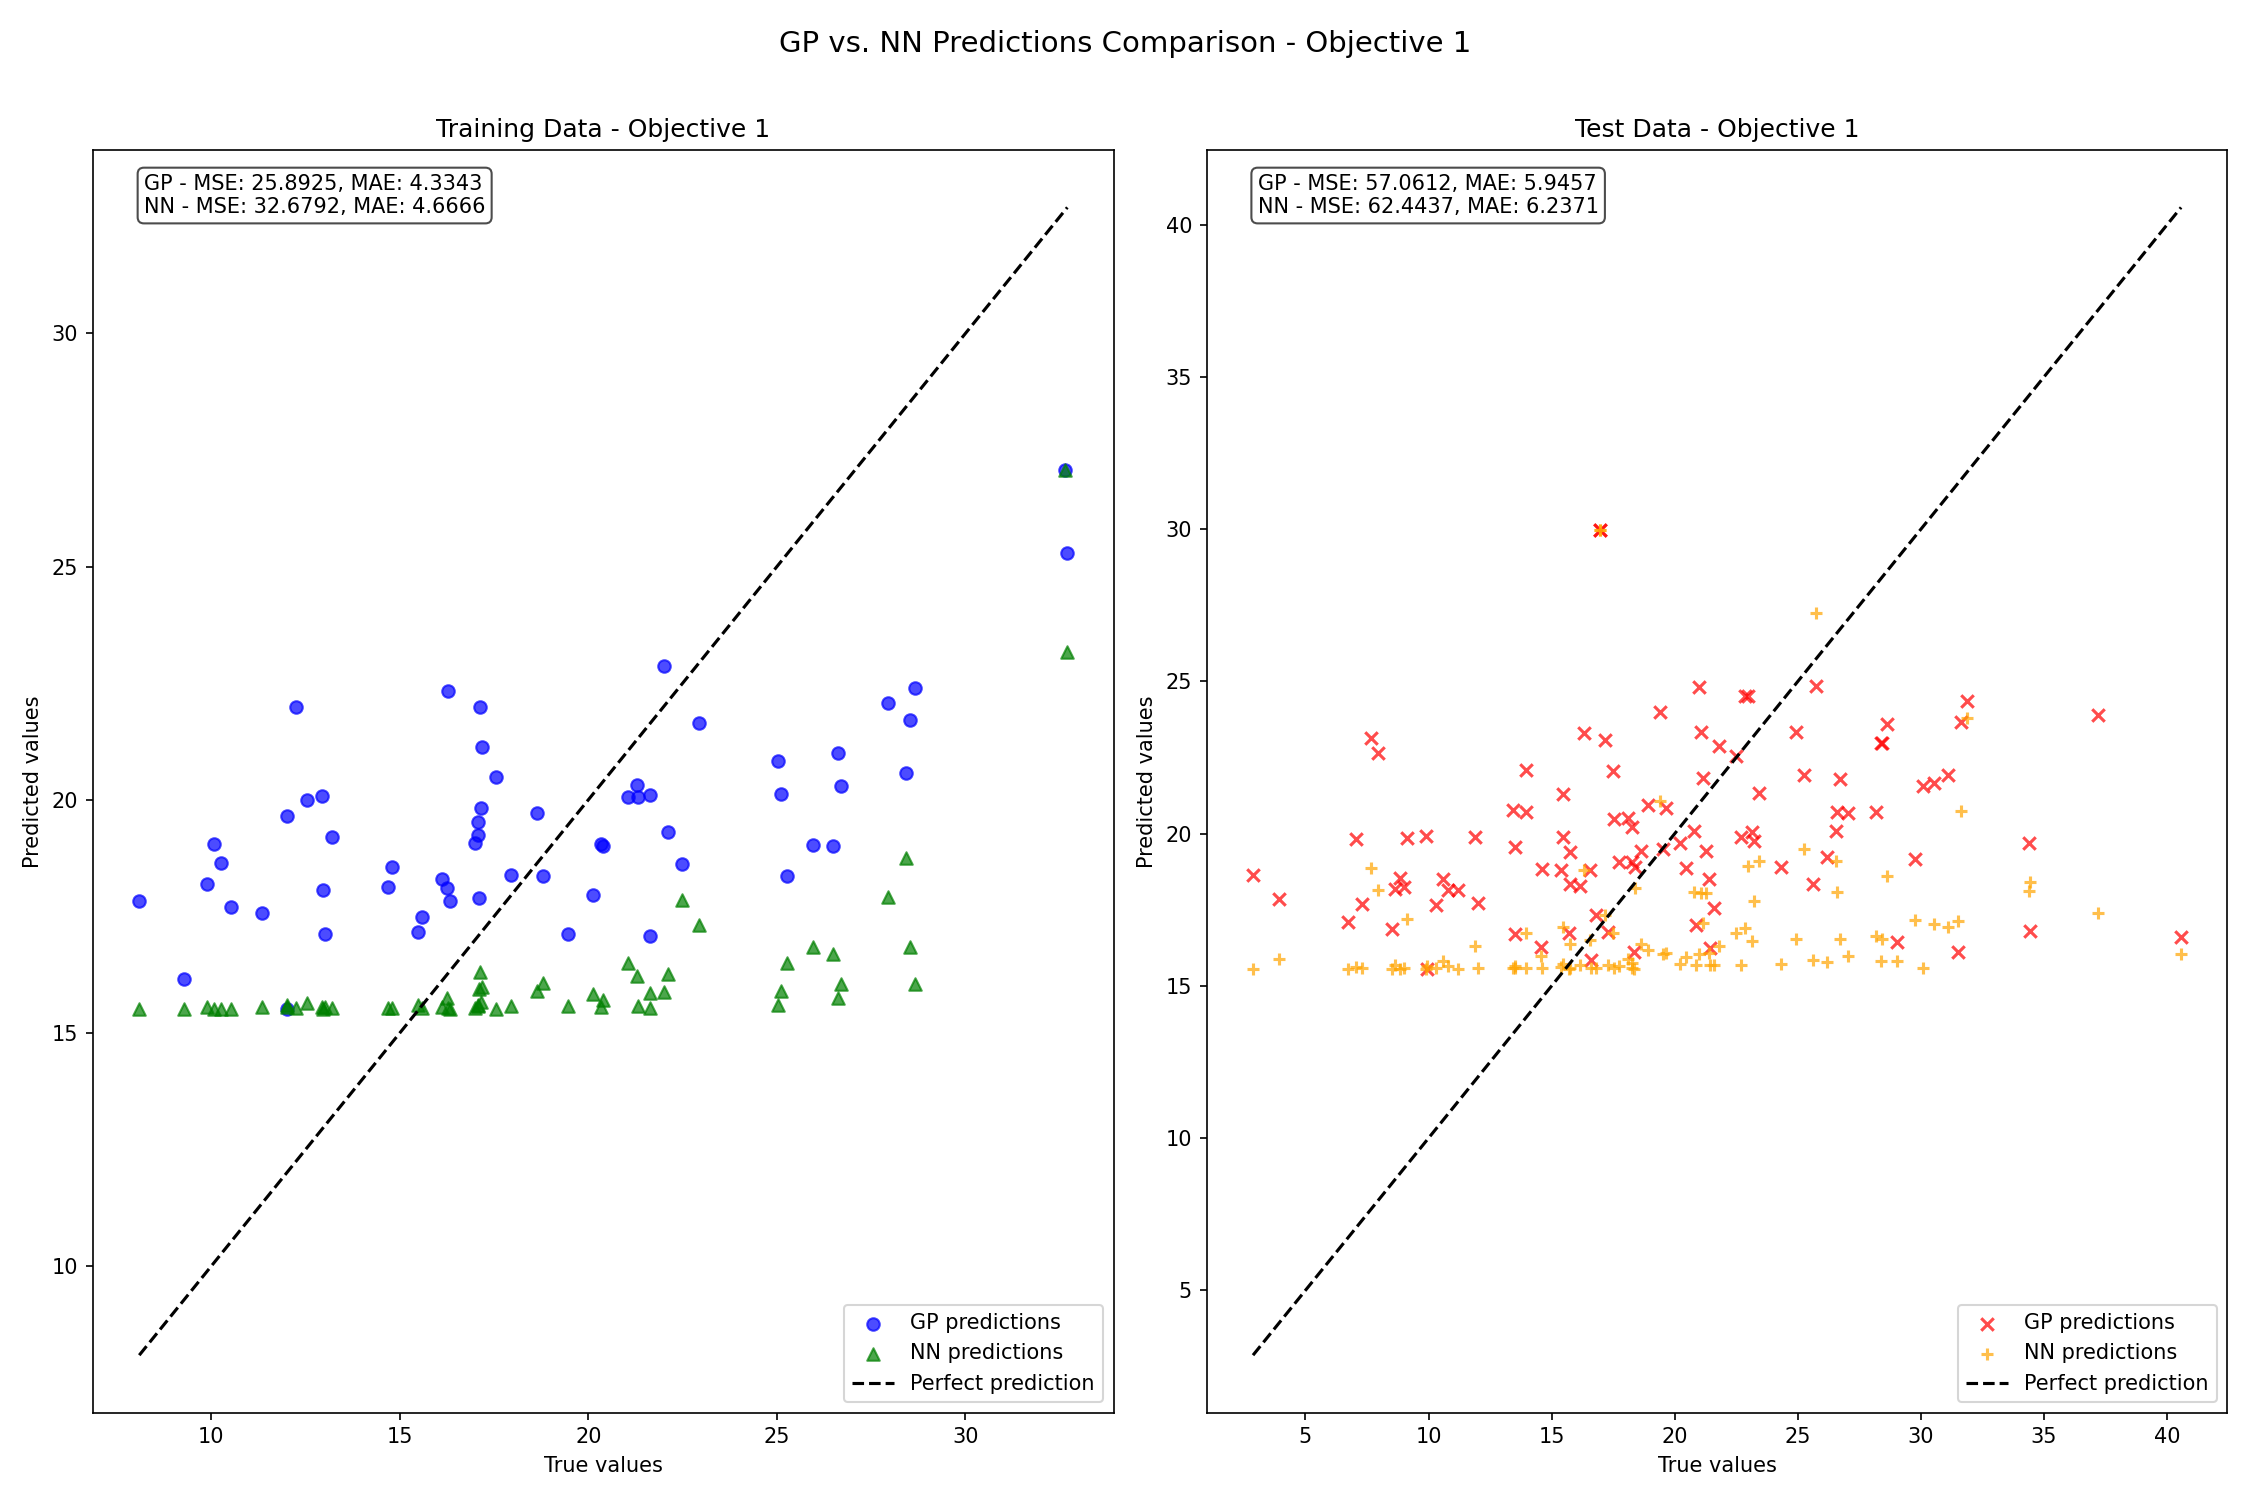 GP vs. NN Predictions Comparison - Objective 1
Training Data - Objective 1
GP - MSE: 25.8925, MAE: 4.3343
NN - MSE: 32.6792, MAE: 4.6666
30
25
20
15
10
Predicted values
10
15
20
25
30
True values
GP predictions
NN predictions
Perfect prediction
Test Data - Objective 1
GP - MSE: 57.0612, MAE: 5.9457
NN - MSE: 62.4437, MAE: 6.2371
40
35
30
25
20
15
10
5
Predicted values
5
10
15
20
25
30
35
40
True values
GP predictions
NN predictions
Perfect prediction